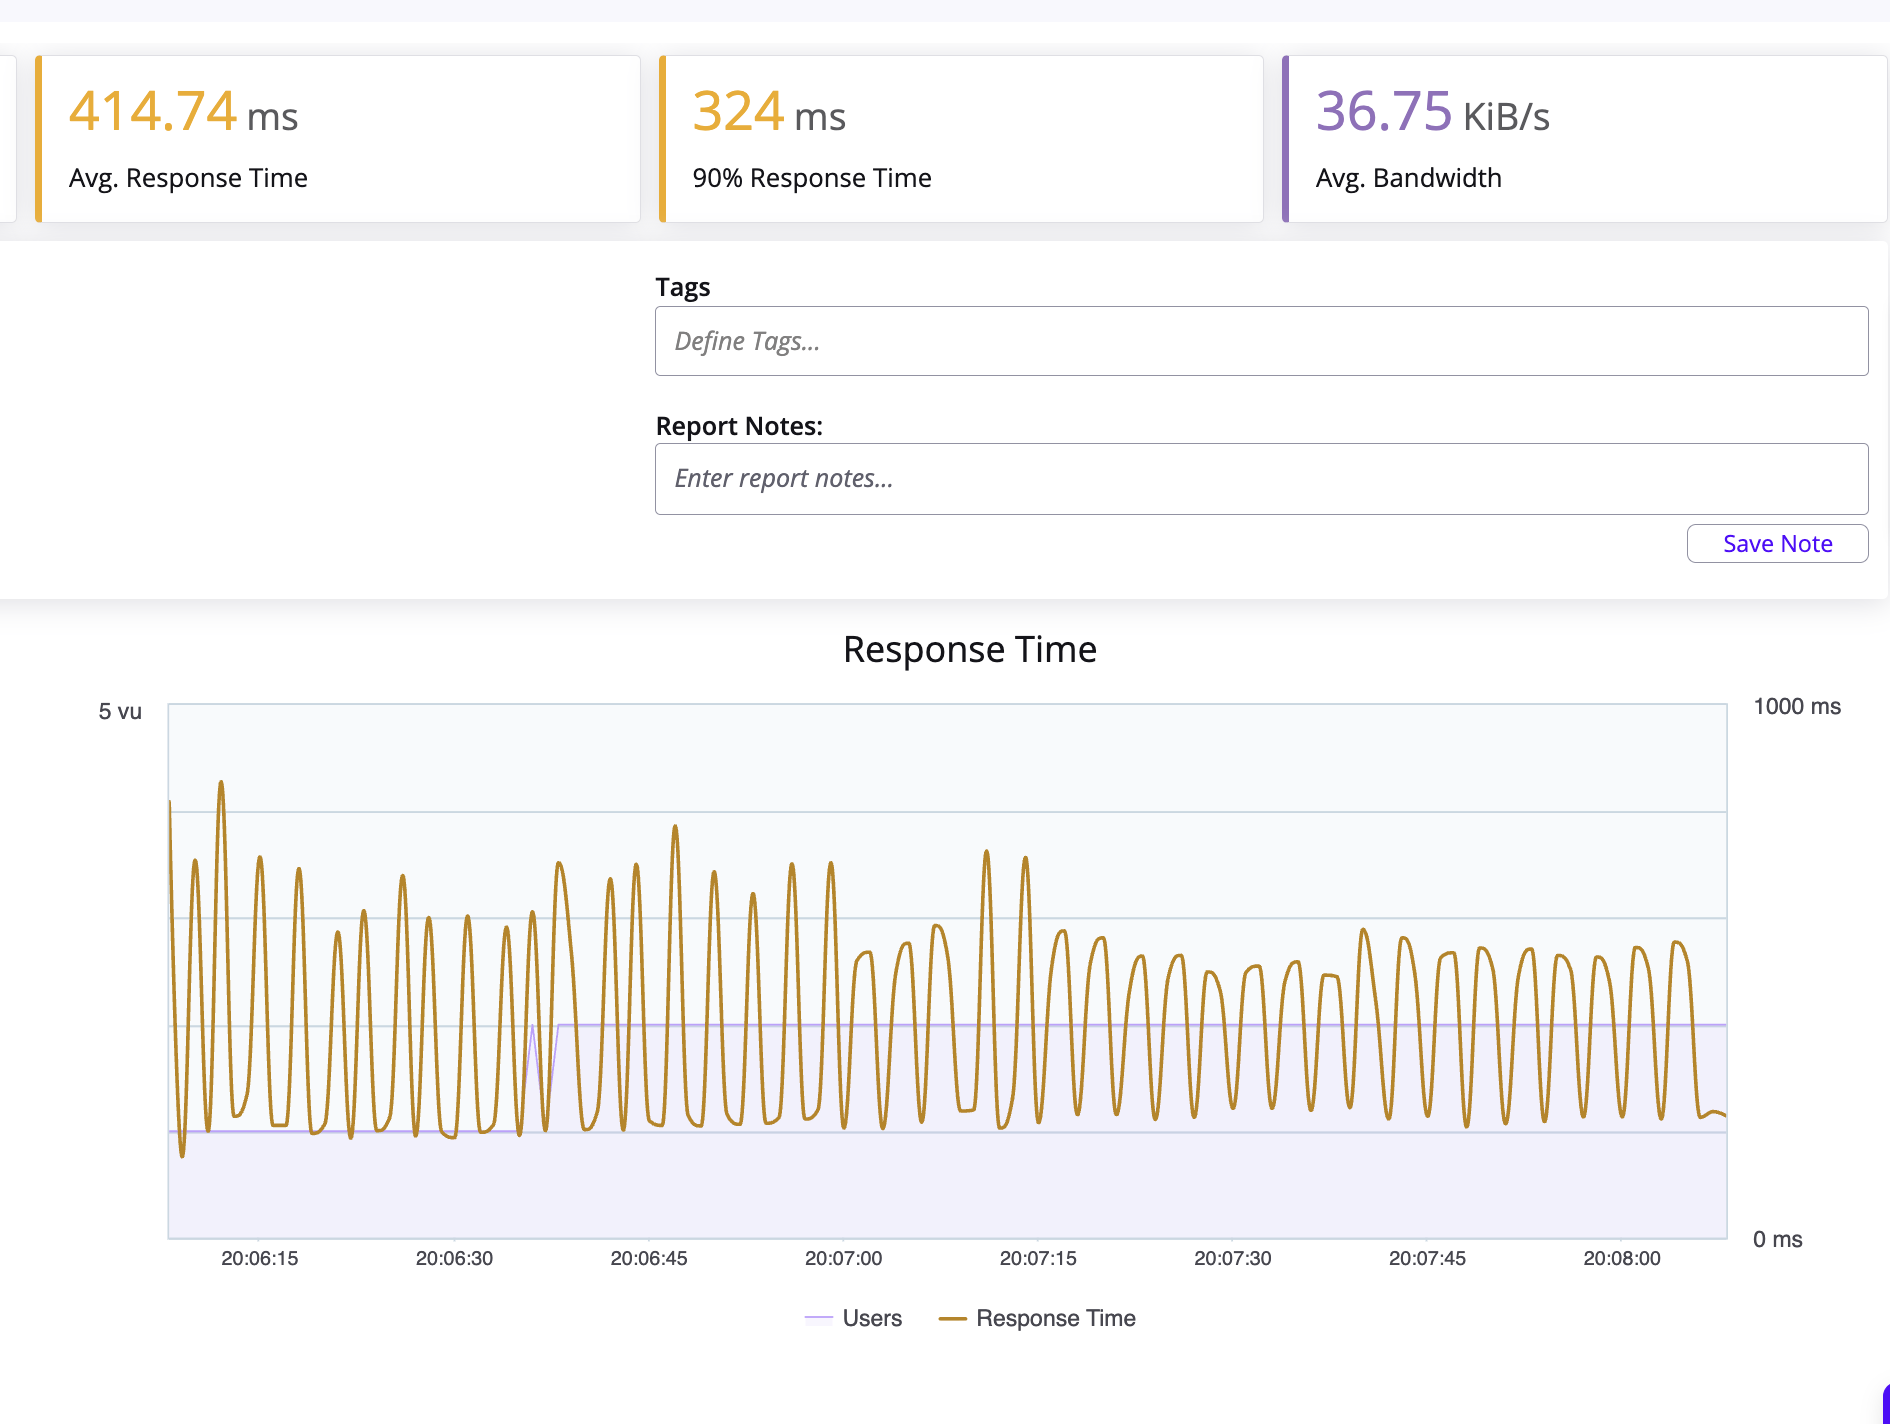 414.74 ms
Avg. Response Time
324 ms
90% Response Time
36.75 KiB/s
Avg. Bandwidth
Tags
Define Tags...
Report Notes:
Enter report notes...
Save Note
Response Time
5 vu
1000 ms
0 ms
20:06:15 20:06:30 20:06:45 20:07:00 20:07:15 20:07:30 20:07:45 20:08:00
Users Response Time